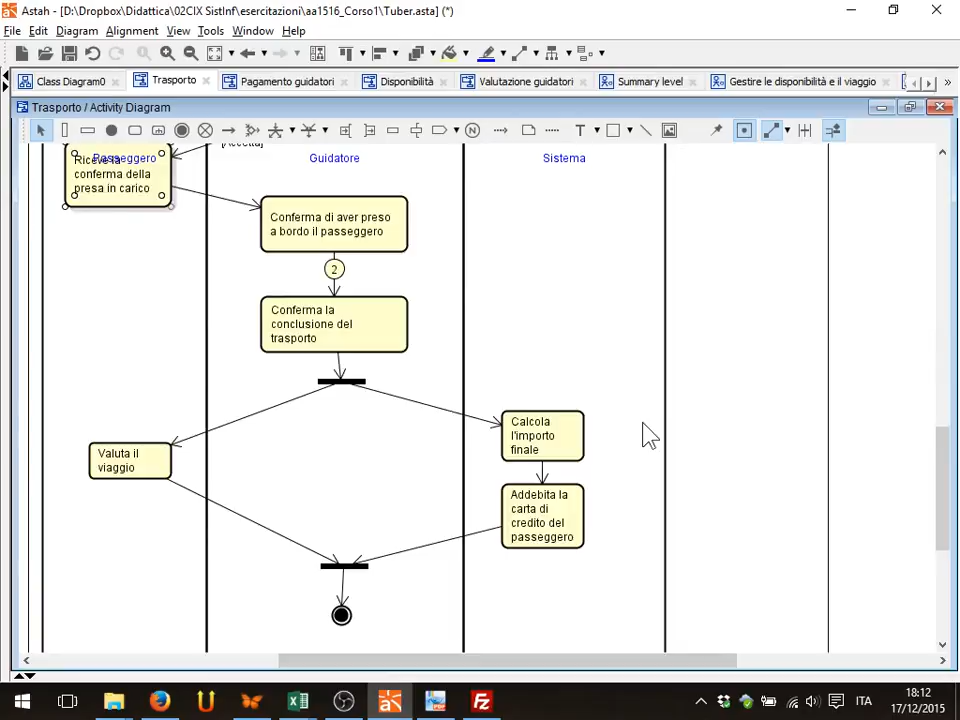 Astah - [D:\Dropbox\Didattica\02CIX SistInf\esercitazioni\aa1516_Corso1\Tuber.asta] (*)
File Edit Diagram Alignment View Tools Window Help
Class Diagram0 Trasporto Pagamento guidatori Disponibilità Valutazione guidatori Summary level Gestire le disponibilità e il viaggio
Trasporto / Activity Diagram
N T
[Accetta]
Passeggero Guidatore Sistema
Riceve la
conferma della
presa in carico
Conferma di aver preso
a bordo il passeggero
2
Conferma la
conclusione del
trasporto
Calcola
l'importo
finale
Valuta il
viaggio
Addebita la
carta di
credito del
passeggero
ITA
18:12
17/12/2015